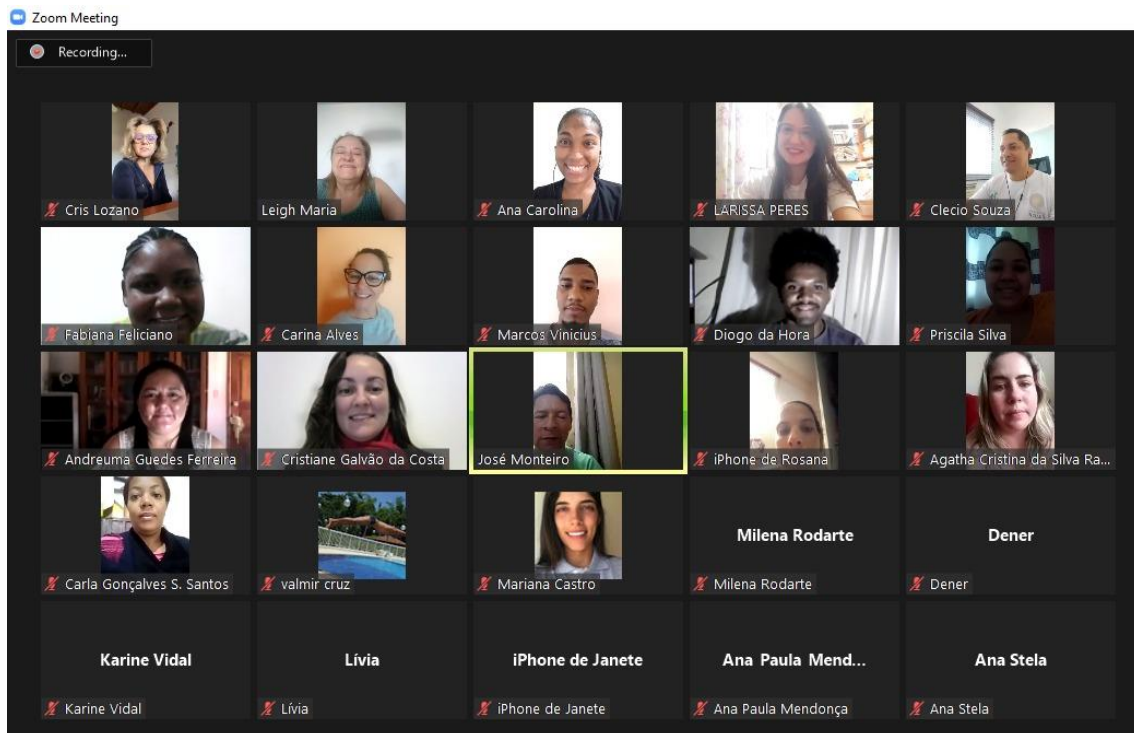 Zoom Meeting
Recording...
Cris Lozano
Leigh Maria
Ana Carolina
LARISSA PERES
Clecio Souza
Fabiana Feliciano
Carina Alves
Marcos Vinicius
Diogo da Hora
Priscila Silva
Andreuma Guedes Ferreira
Cristiane Galvão da Costa
José Monteiro
iPhone de Rosana
Agatha Cristina da Silva Ra...
Carla Gonçalves S. Santos
valmir cruz
Mariana Castro
Milena Rodarte
Milena Rodarte
Dener
Dener
Karine Vidal
Karine Vidal
Lívia
Lívia
iPhone de Janete
iPhone de Janete
Ana Paula Mend...
Ana Paula Mendonça
Ana Stela
Ana Stela